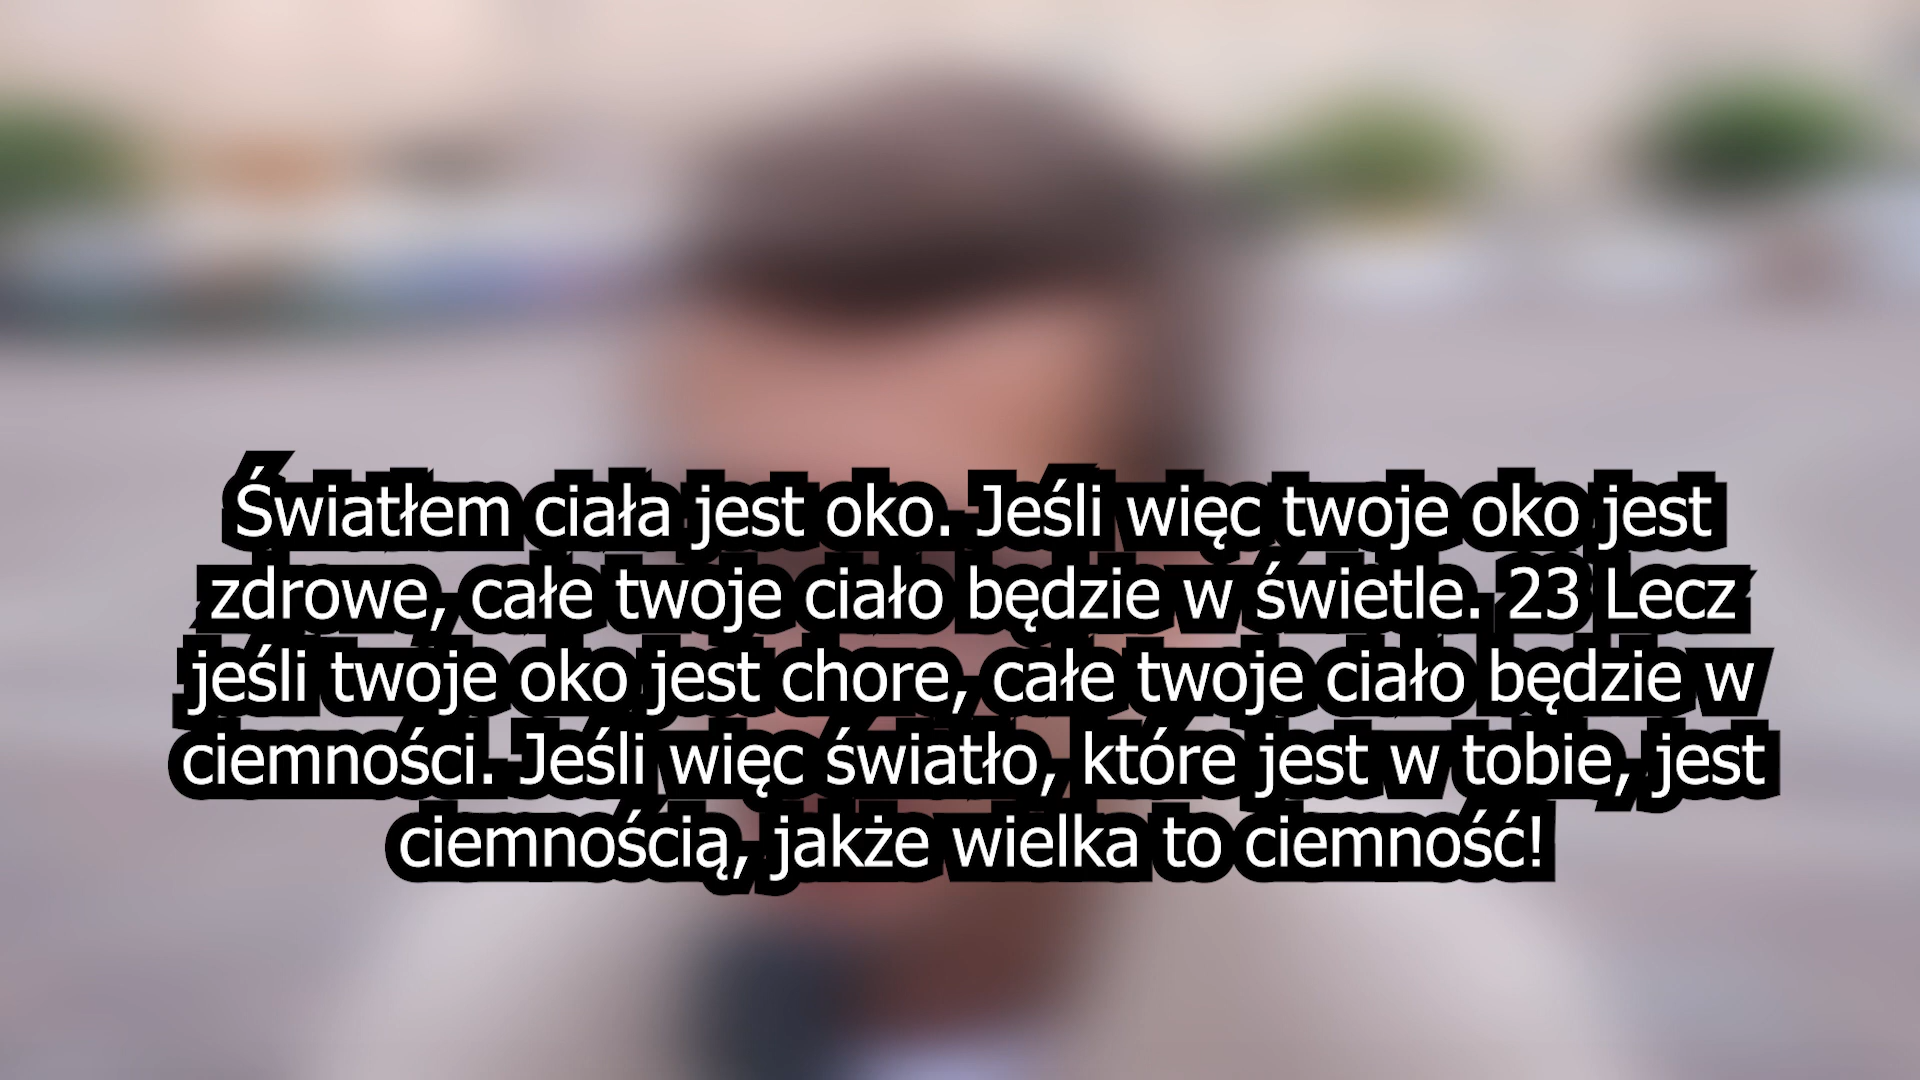 Światłem ciała jest oko. Jeśli więc twoje oko jest
zdrowe, całe twoje ciało będzie w świetle. 23 Lecz
jeśli twoje oko jest chore, całe twoje ciało będzie w
ciemności. Jeśli więc światło, które jest w tobie, jest
ciemnością, jakże wielka to ciemność!